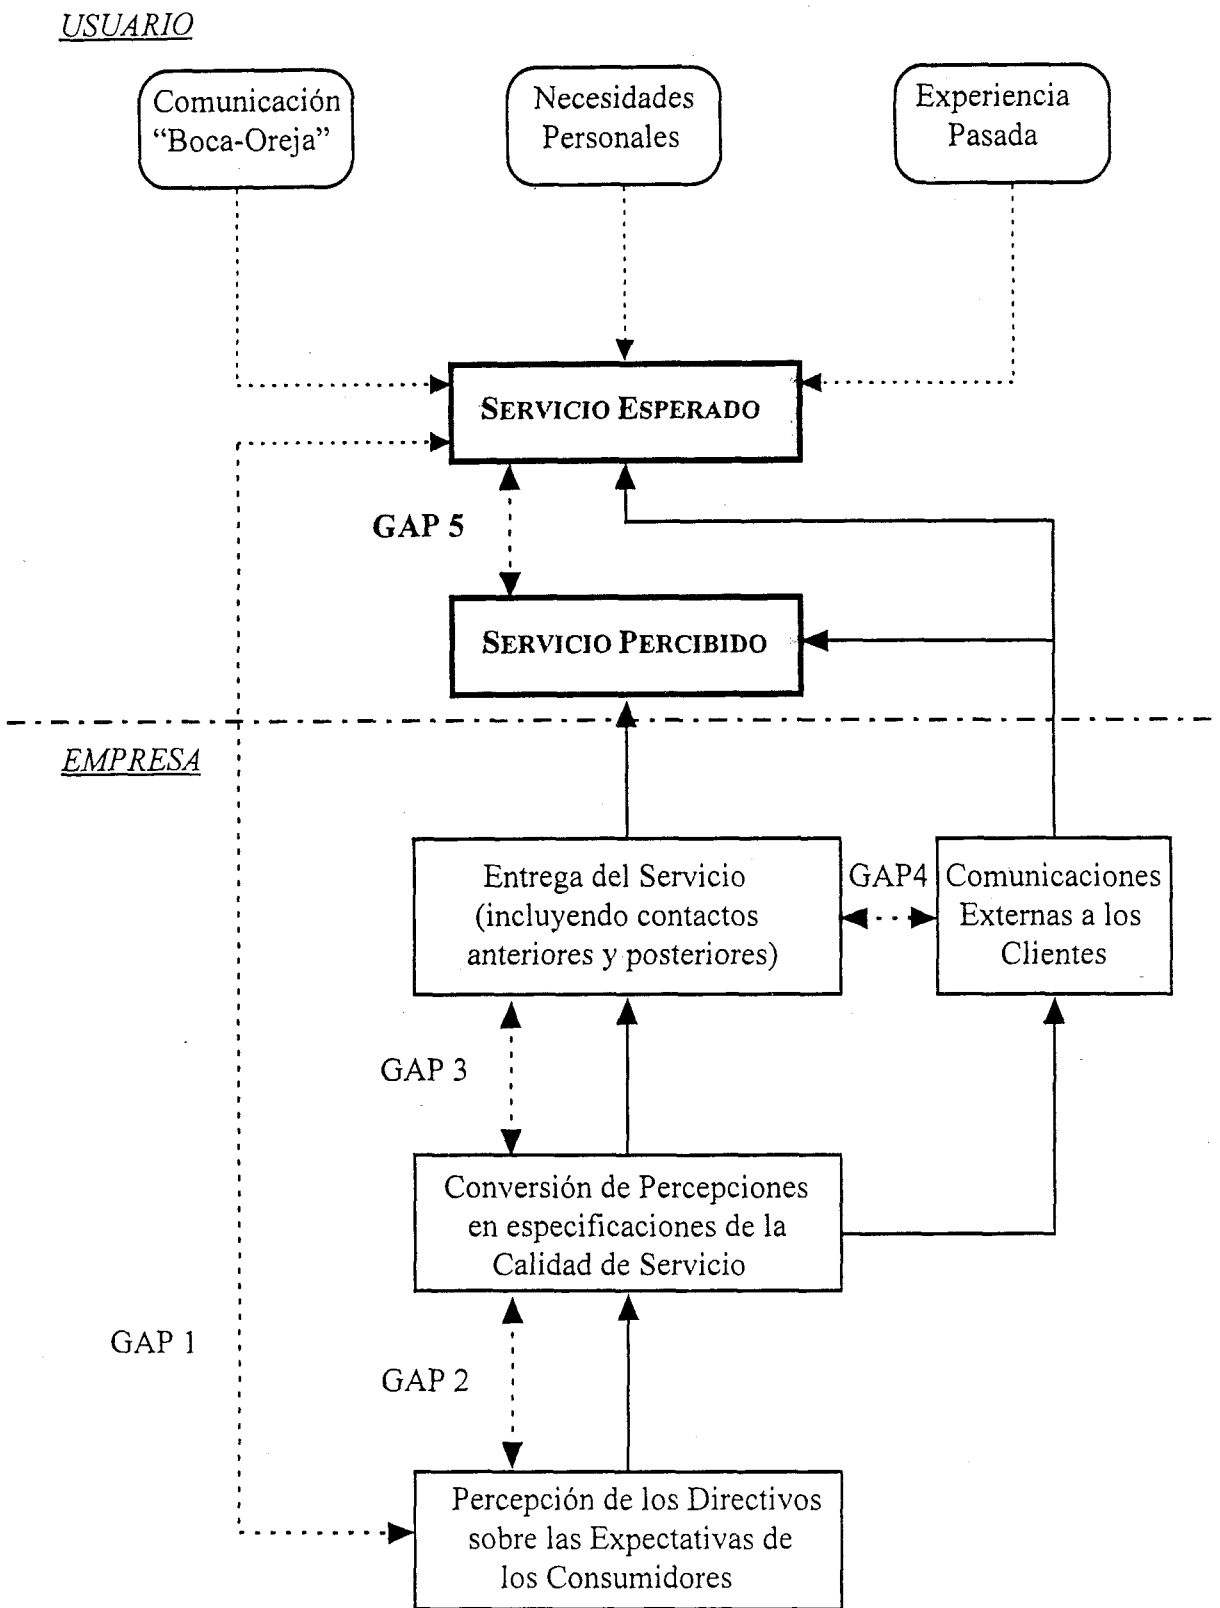 USUARIO
Comunicación
“Boca-Oreja”
Necesidades
Personales
Experiencia
Pasada
SERVICIO ESPERADO
GAP 5
SERVICIO PERCIBIDO
EMPRESA
Entrega del Servicio
(incluyendo contactos
anteriores y posteriores)
GAP4
Comunicaciones
Externas a los
Clientes
GAP 3
Conversión de Percepciones
en especificaciones de la
Calidad de Servicio
GAP 1
GAP 2
Percepción de los Directivos
sobre las Expectativas de
los Consumidores